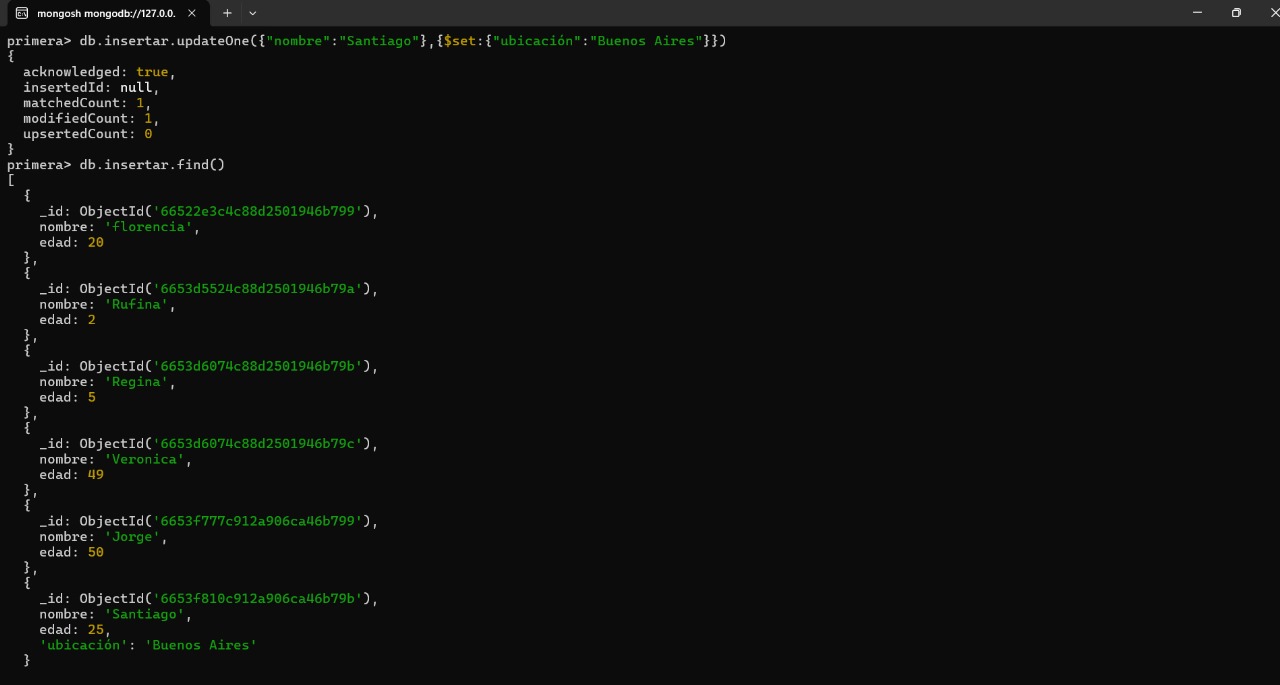 mongosh mongodb://127.0.0.
primera> db.insertar.updateOne({"nombre":"Santiago"},{$set:{"ubicación":"Buenos Aires"}})
{
  acknowledged: true,
  insertedId: null,
  matchedCount: 1,
  modifiedCount: 1,
  upsertedCount: 0
}
primera> db.insertar.find()
[
  {
    _id: ObjectId('66522e3c4c88d2501946b799'),
    nombre: 'florencia',
    edad: 20
  },
  {
    _id: ObjectId('6653d5524c88d2501946b79a'),
    nombre: 'Rufina',
    edad: 2
  },
  {
    _id: ObjectId('6653d6074c88d2501946b79b'),
    nombre: 'Regina',
    edad: 5
  },
  {
    _id: ObjectId('6653d6074c88d2501946b79c'),
    nombre: 'Veronica',
    edad: 49
  },
  {
    _id: ObjectId('6653f777c912a906ca46b799'),
    nombre: 'Jorge',
    edad: 50
  },
  {
    _id: ObjectId('6653f810c912a906ca46b79b'),
    nombre: 'Santiago',
    edad: 25,
    'ubicación': 'Buenos Aires'
  }